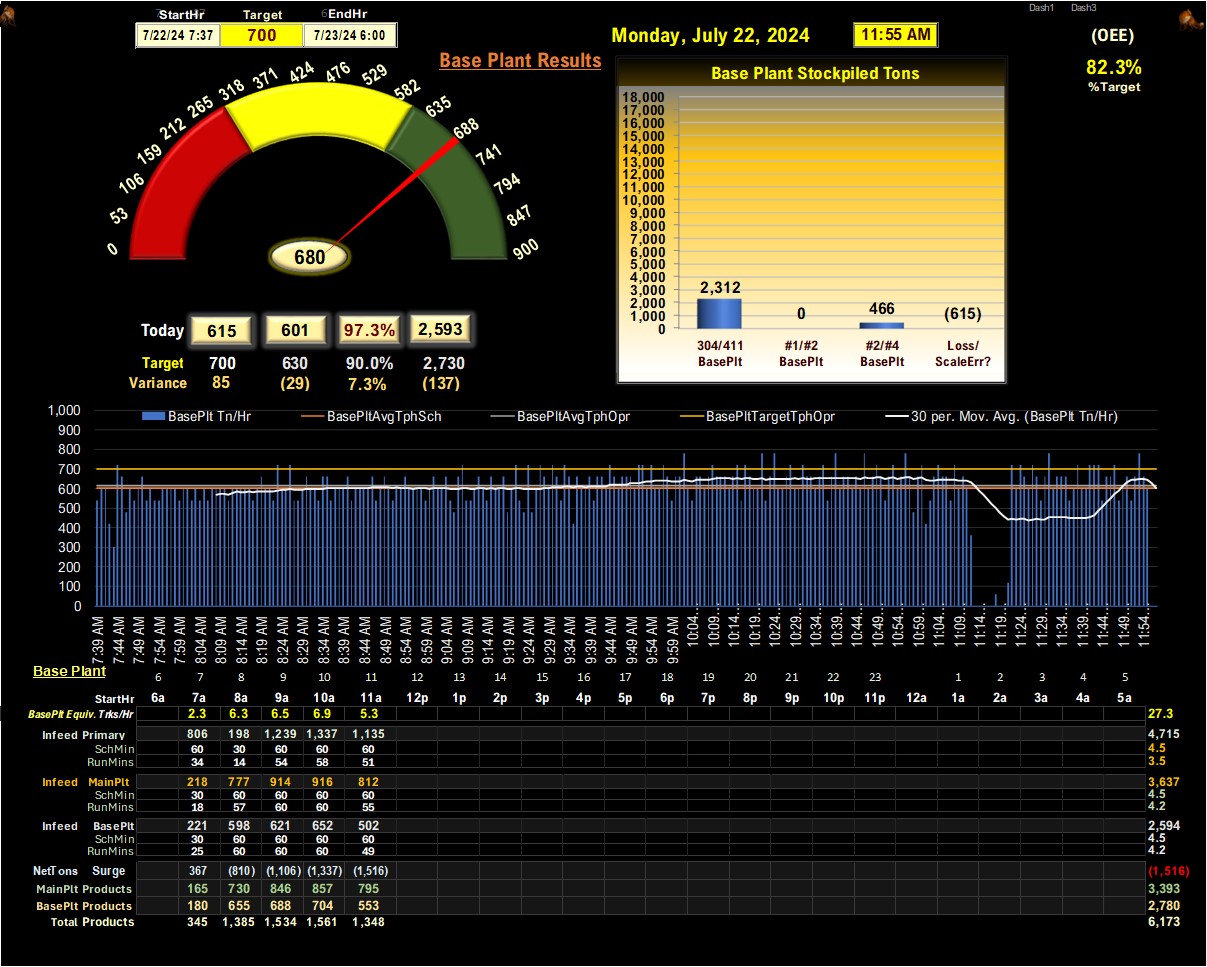 Dash1 Dash3
StartHr Target EndHr
7/22/24 7:37 700 7/23/24 6:00
Monday, July 22, 2024 11:55 AM (OEE)
82.3%
%Target
Base Plant Results
0 53 106 159 212 265 318 371 424 476 529 582 635 688 741 794 847 900
680
Today 615 601 97.3% 2,593
Target 700 630 90.0% 2,730
Variance 85 (29) 7.3% (137)
Base Plant Stockpiled Tons
18,000
17,000
16,000
15,000
14,000
13,000
12,000
11,000
10,000
9,000
8,000
7,000
6,000
5,000
4,000
3,000
2,000
1,000
0
2,312 0 466 (615)
304/411 #1/#2 #2/#4 Loss/
BasePlt BasePlt BasePlt ScaleErr?
BasePlt Tn/Hr BasePltAvgTphSch BasePltAvgTphOpr BasePltTargetTphOpr 30 per. Mov. Avg. (BasePlt Tn/Hr)
1,000
900
800
700
600
500
400
300
200
100
0
7:39 AM 7:44 AM 7:49 AM 7:54 AM 7:59 AM 8:04 AM 8:09 AM 8:14 AM 8:19 AM 8:24 AM 8:29 AM 8:34 AM 8:39 AM 8:44 AM 8:49 AM 8:54 AM 8:59 AM 9:04 AM 9:09 AM 9:14 AM 9:19 AM 9:24 AM 9:29 AM 9:34 AM 9:39 AM 9:44 AM 9:49 AM 9:54 AM 9:59 AM 10:04... 10:09... 10:14... 10:19... 10:24... 10:29... 10:34... 10:39... 10:44... 10:49... 10:54... 10:59... 11:04... 11:09... 11:14... 11:19... 11:24... 11:29... 11:34... 11:39... 11:44... 11:49... 11:54...
Base Plant 6 7 8 9 10 11 12 13 14 15 16 17 18 19 20 21 22 23 1 2 3 4 5
StartHr 6a 7a 8a 9a 10a 11a 12p 1p 2p 3p 4p 5p 6p 7p 8p 9p 10p 11p 12a 1a 2a 3a 4a 5a
BasePlt Equiv. Trks/Hr 2.3 6.3 6.5 6.9 5.3 27.3
Infeed Primary 806 198 1,239 1,337 1,135 4,715
SchMin 60 30 60 60 60 4.5
RunMins 34 14 54 58 51 3.5
Infeed MainPlt 218 777 914 916 812 3,637
SchMin 30 60 60 60 60 4.5
RunMins 18 57 60 60 55 4.2
Infeed BasePlt 221 598 621 652 502 2,594
SchMin 30 60 60 60 60 4.5
RunMins 25 60 60 60 49 4.2
NetTons Surge 367 (810) (1,106) (1,337) (1,516) (1,516)
MainPlt Products 165 730 846 857 795 3,393
BasePlt Products 180 655 688 704 553 2,780
Total Products 345 1,385 1,534 1,561 1,348 6,173